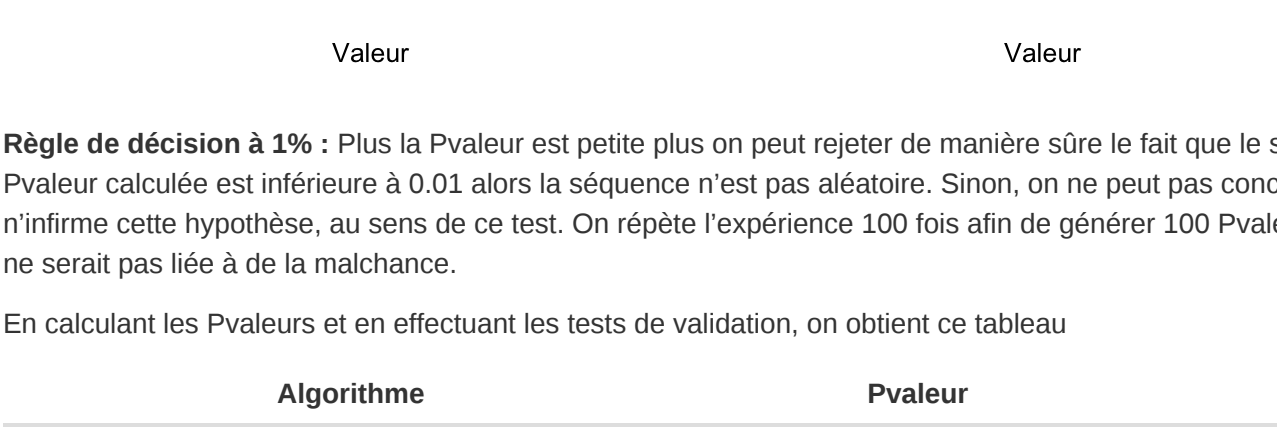 Valeur Valeur
Règle de décision à 1% : Plus la Pvaleur est petite plus on peut rejeter de manière sûre le fait que le
Pvaleur calculée est inférieure à 0.01 alors la séquence n'est pas aléatoire. Sinon, on ne peut pas
n'infirme cette hypothèse, au sens de ce test. On répète l'expérience 100 fois afin de générer 100
ne serait pas liée à de la malchance.
En calculant les Pvaleurs et en effectuant les tests de validation, on obtient ce tableau
Algorithme Pvaleur